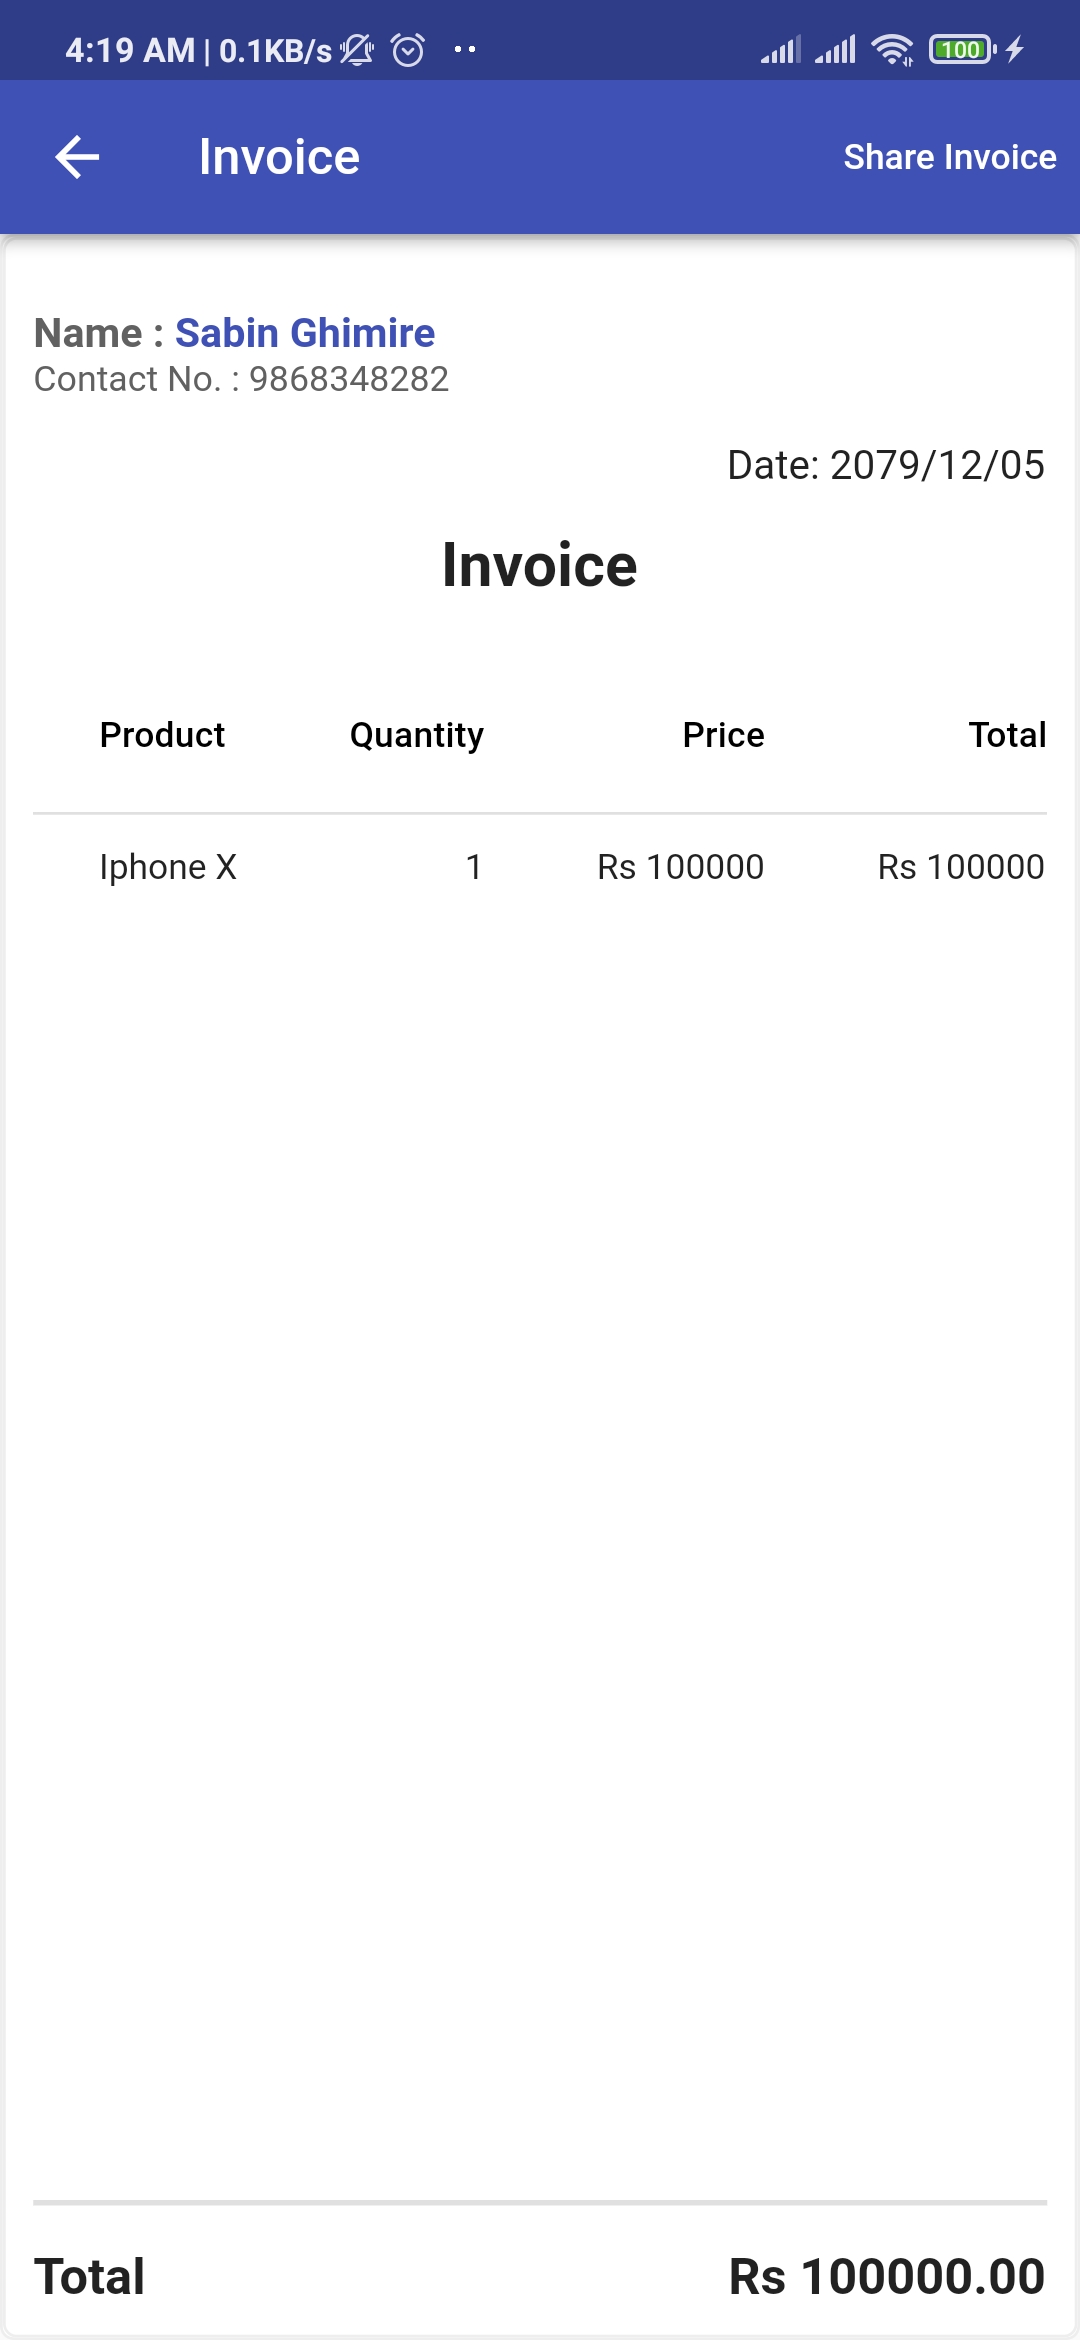 4:19 AM | 0.1KB/s 100
Invoice Share Invoice
Name : Sabin Ghimire
Contact No. : 9868348282
Date: 2079/12/05
Invoice
Product Quantity Price Total
Iphone X 1 Rs 100000 Rs 100000
Total Rs 100000.00